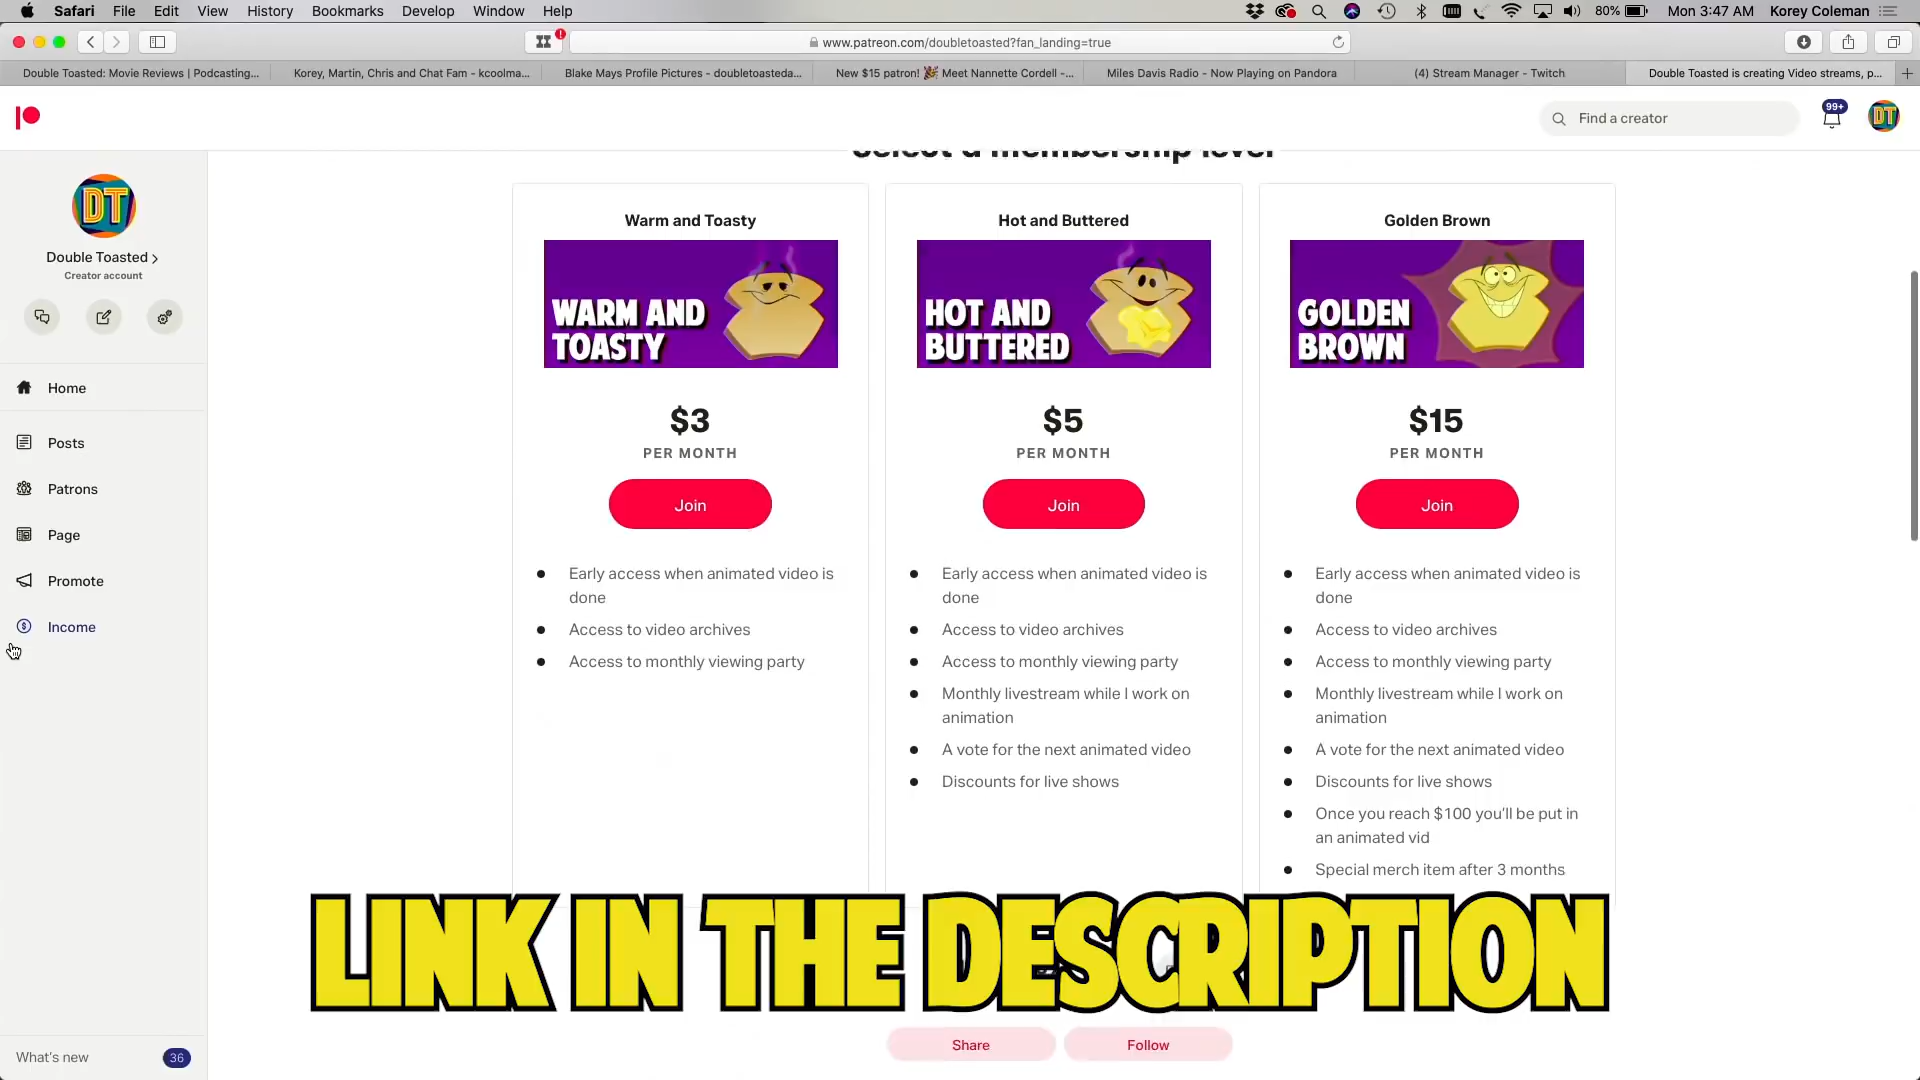 Safari File Edit View History Bookmarks Develop Window Help
80% Mon 3:47 AM Korey Coleman
www.patreon.com/doubletoasted?fan_landing=true
Double Toasted: Movie Reviews | Podcasting...
Korey, Martin, Chris and Chat Fam - kcoolma...
Blake Mays Profile Pictures - doubletoasteda...
New $15 patron! 🎉 Meet Nannette Cordell -...
Miles Davis Radio - Now Playing on Pandora
(4) Stream Manager - Twitch
Double Toasted is creating Video streams, p...
Find a creator
99+
DT
DT
Double Toasted
Creator account
Home
Posts
Patrons
Page
Promote
Income
What's new 36
Select a membership level
Warm and Toasty
WARM AND
TOASTY
$3
PER MONTH
Join
Early access when animated video is
done
Access to video archives
Access to monthly viewing party
Hot and Buttered
HOT AND
BUTTERED
$5
PER MONTH
Join
Early access when animated video is
done
Access to video archives
Access to monthly viewing party
Monthly livestream while I work on
animation
A vote for the next animated video
Discounts for live shows
Golden Brown
GOLDEN
BROWN
$15
PER MONTH
Join
Early access when animated video is
done
Access to video archives
Access to monthly viewing party
Monthly livestream while I work on
animation
A vote for the next animated video
Discounts for live shows
Once you reach $100 you'll be put in
an animated vid
Special merch item after 3 months
LINK IN THE DESCRIPTION
Share
Follow